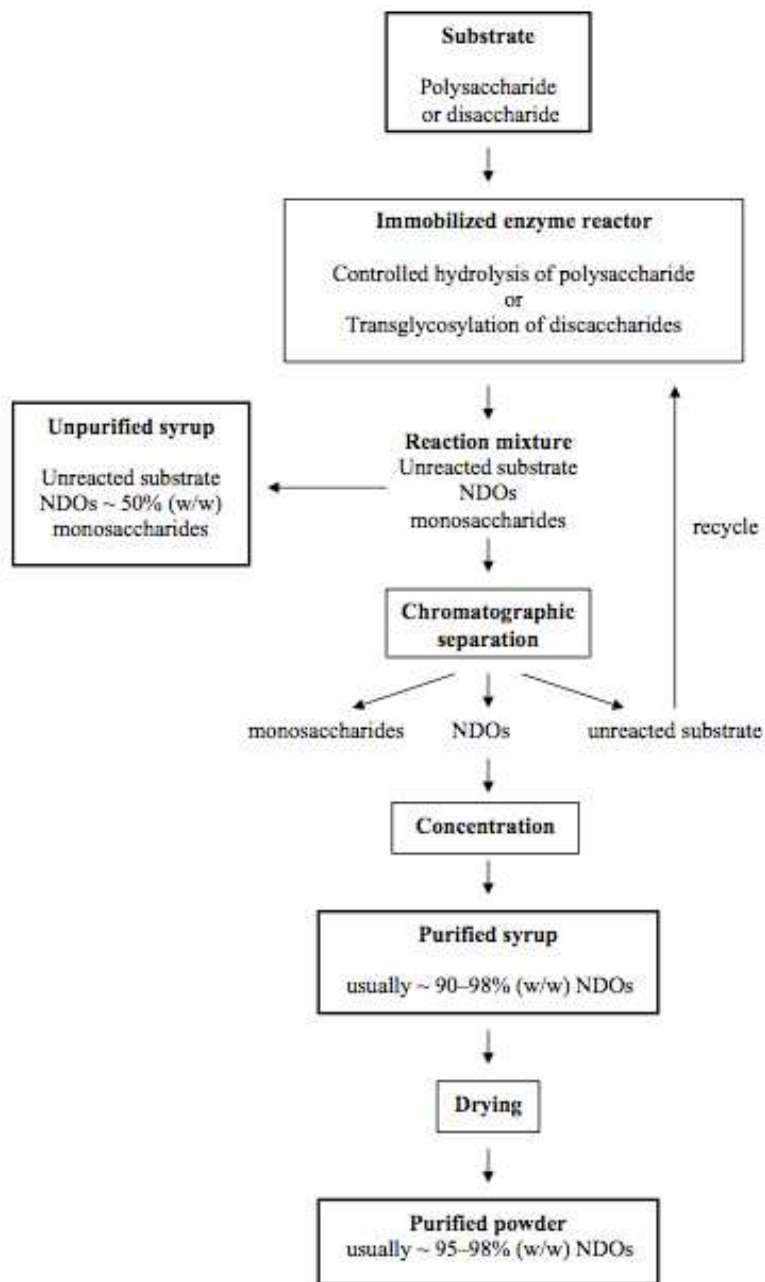 Substrate
Polysaccharide
or disaccharide
Immobilized enzyme reactor
Controlled hydrolysis of polysaccharide
or
Transglycosylation of discaccharides
Unpurified syrup
Unreacted substrate
NDOs ~ 50% (w/w)
monosaccharides
Reaction mixture
Unreacted substrate
NDOs
monosaccharides
recycle
Chromatographic
separation
monosaccharides
NDOs
unreacted substrate
Concentration
Purified syrup
usually ~ 90–98% (w/w) NDOs
Drying
Purified powder
usually ~ 95–98% (w/w) NDOs